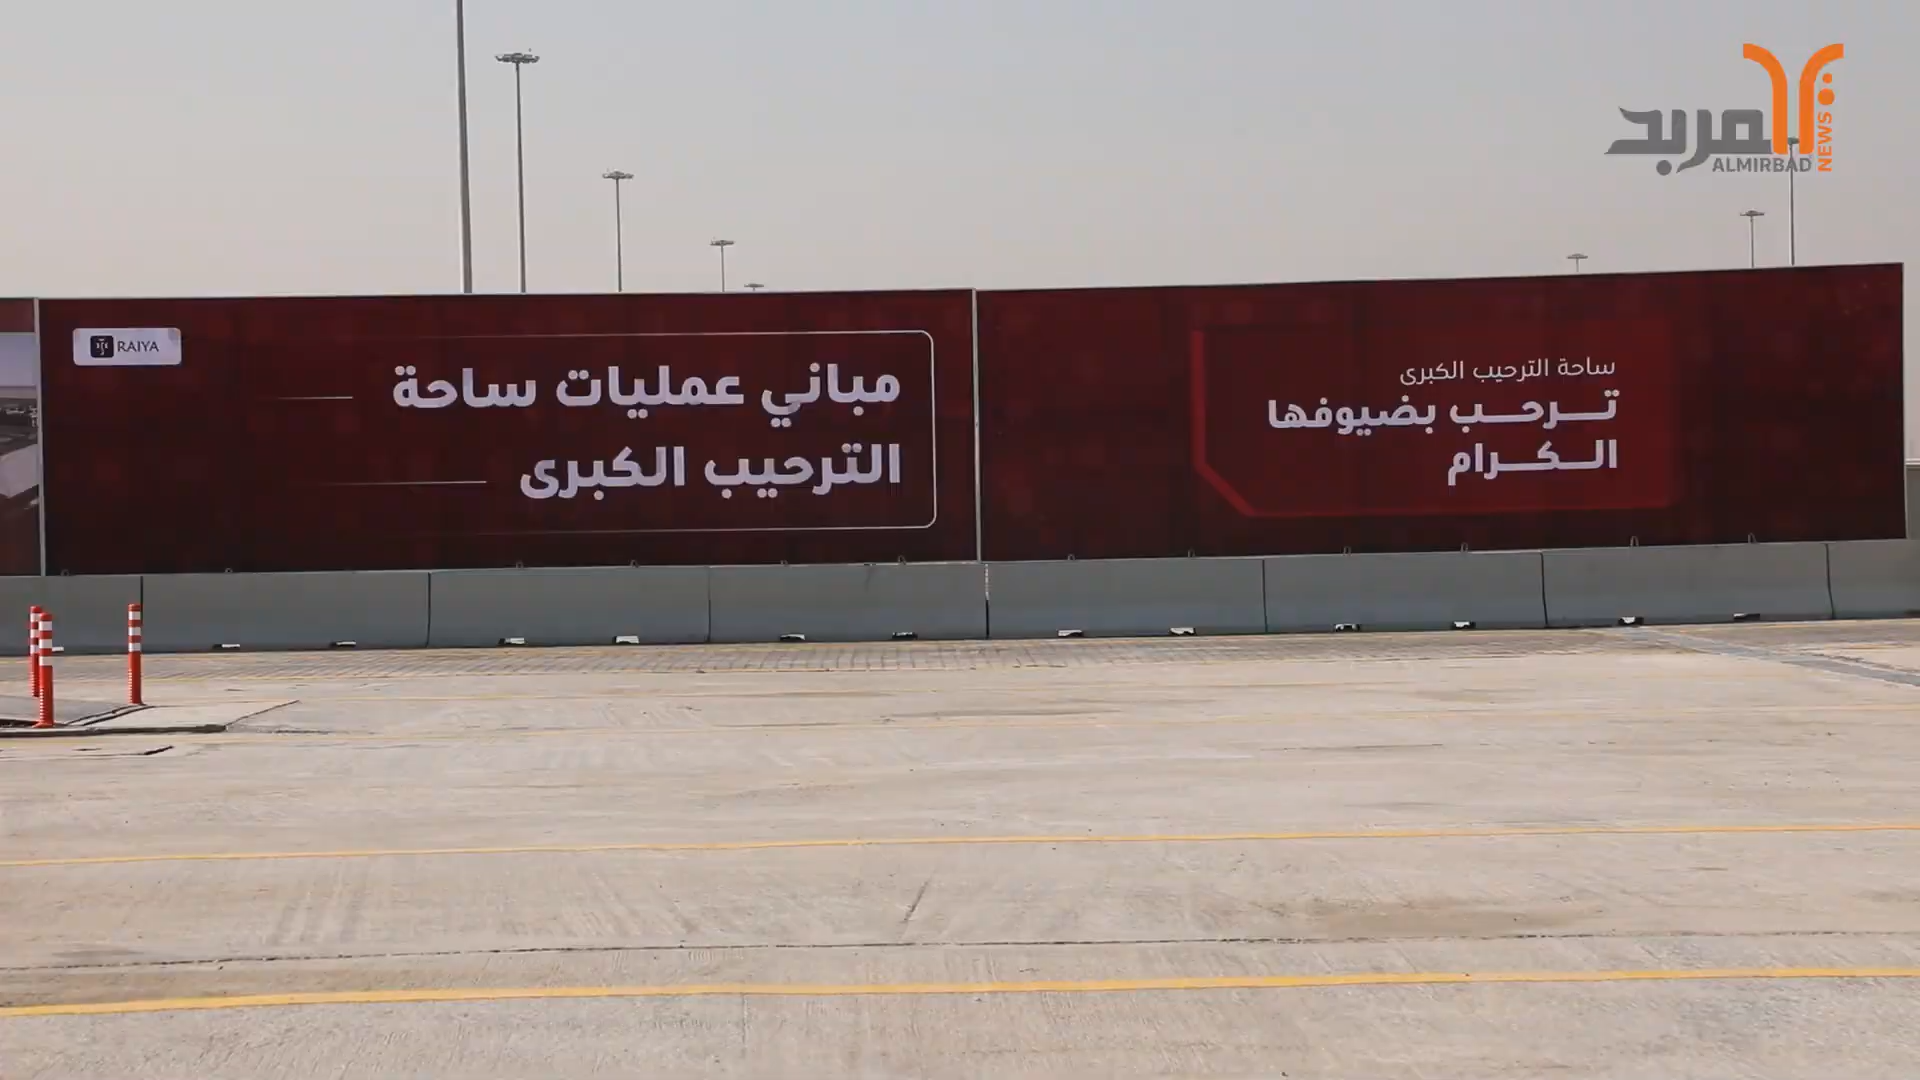 المربد
ALMIRBAD
NEWS
ساحة الترحيب الكبرى
ترحب بضيوفها
الكرام
RAIYA
مباني عمليات ساحة
الترحيب الكبرى